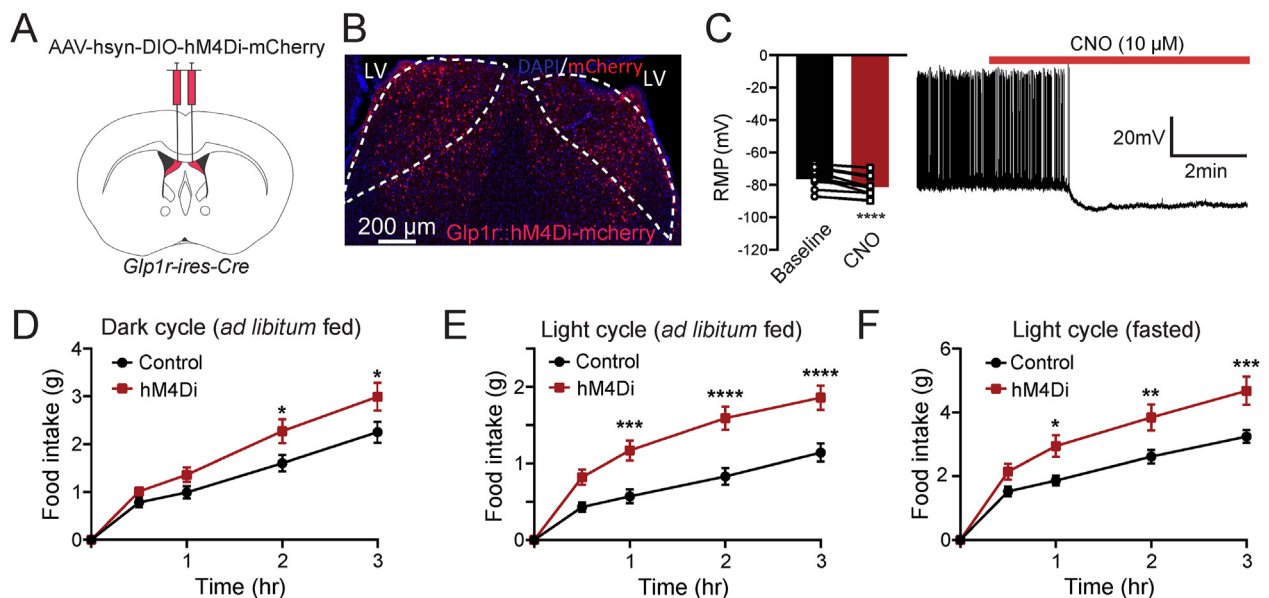 A
AAV-hsyn-DIO-hM4Di-mCherry
Glp1r-ires-Cre
B
LV
DAPI/mCherry
LV
200 µm
Glp1r::hM4Di-mcherry
C
0
-20
-40
-60
-80
-100
-120
RMP (mV)
****
Baseline
CNO
CNO (10 µM)
20mV
2min
D
Dark cycle (ad libitum fed)
Control
hM4Di
4
3
2
1
0
Food intake (g)
*
*
1
2
3
Time (hr)
E
Light cycle (ad libitum fed)
Control
hM4Di
2
1
0
Food intake (g)
***
****
****
1
2
3
Time (hr)
F
Light cycle (fasted)
Control
hM4Di
6
4
2
0
Food intake (g)
*
**
***
1
2
3
Time (hr)